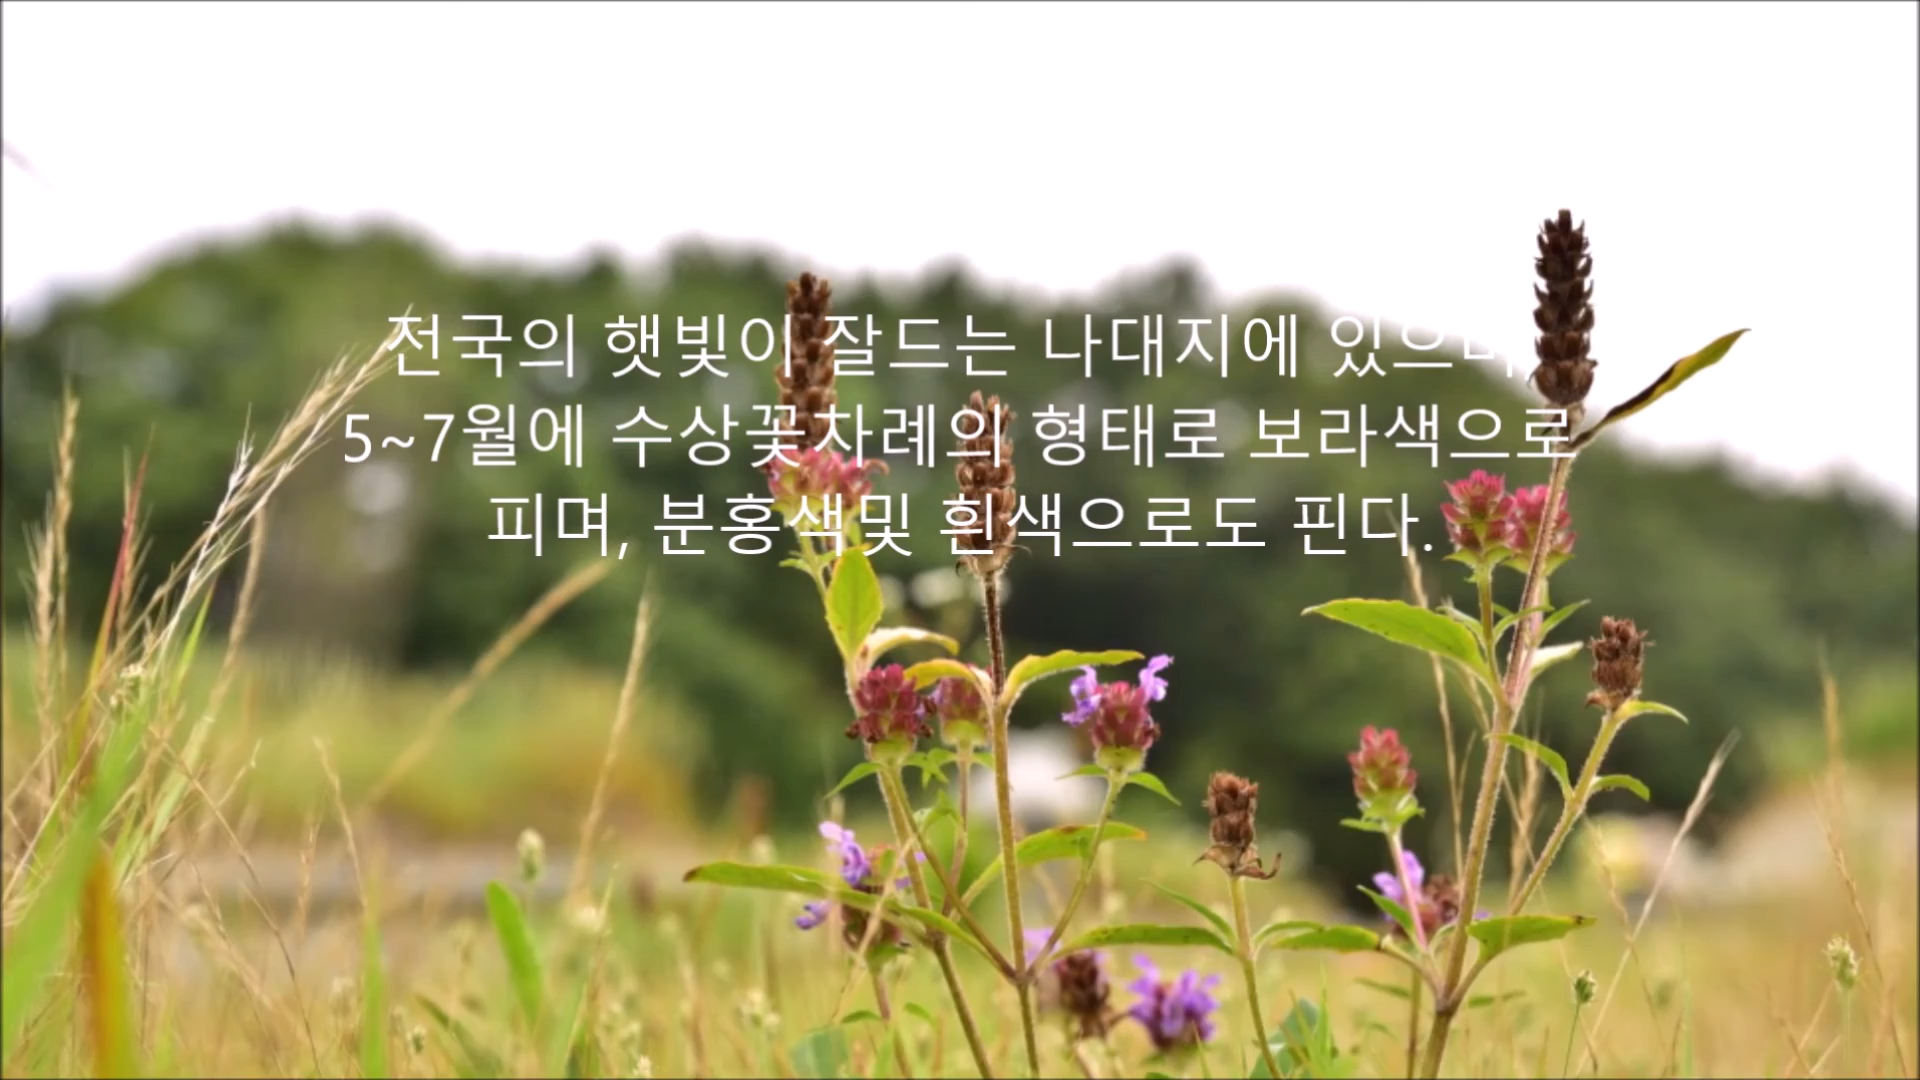 전국의 햇빛이 잘드는 나대지에 있으며,
5~7월에 수상꽃차례의 형태로 보라색으로
피며, 분홍색및 흰색으로도 핀다.